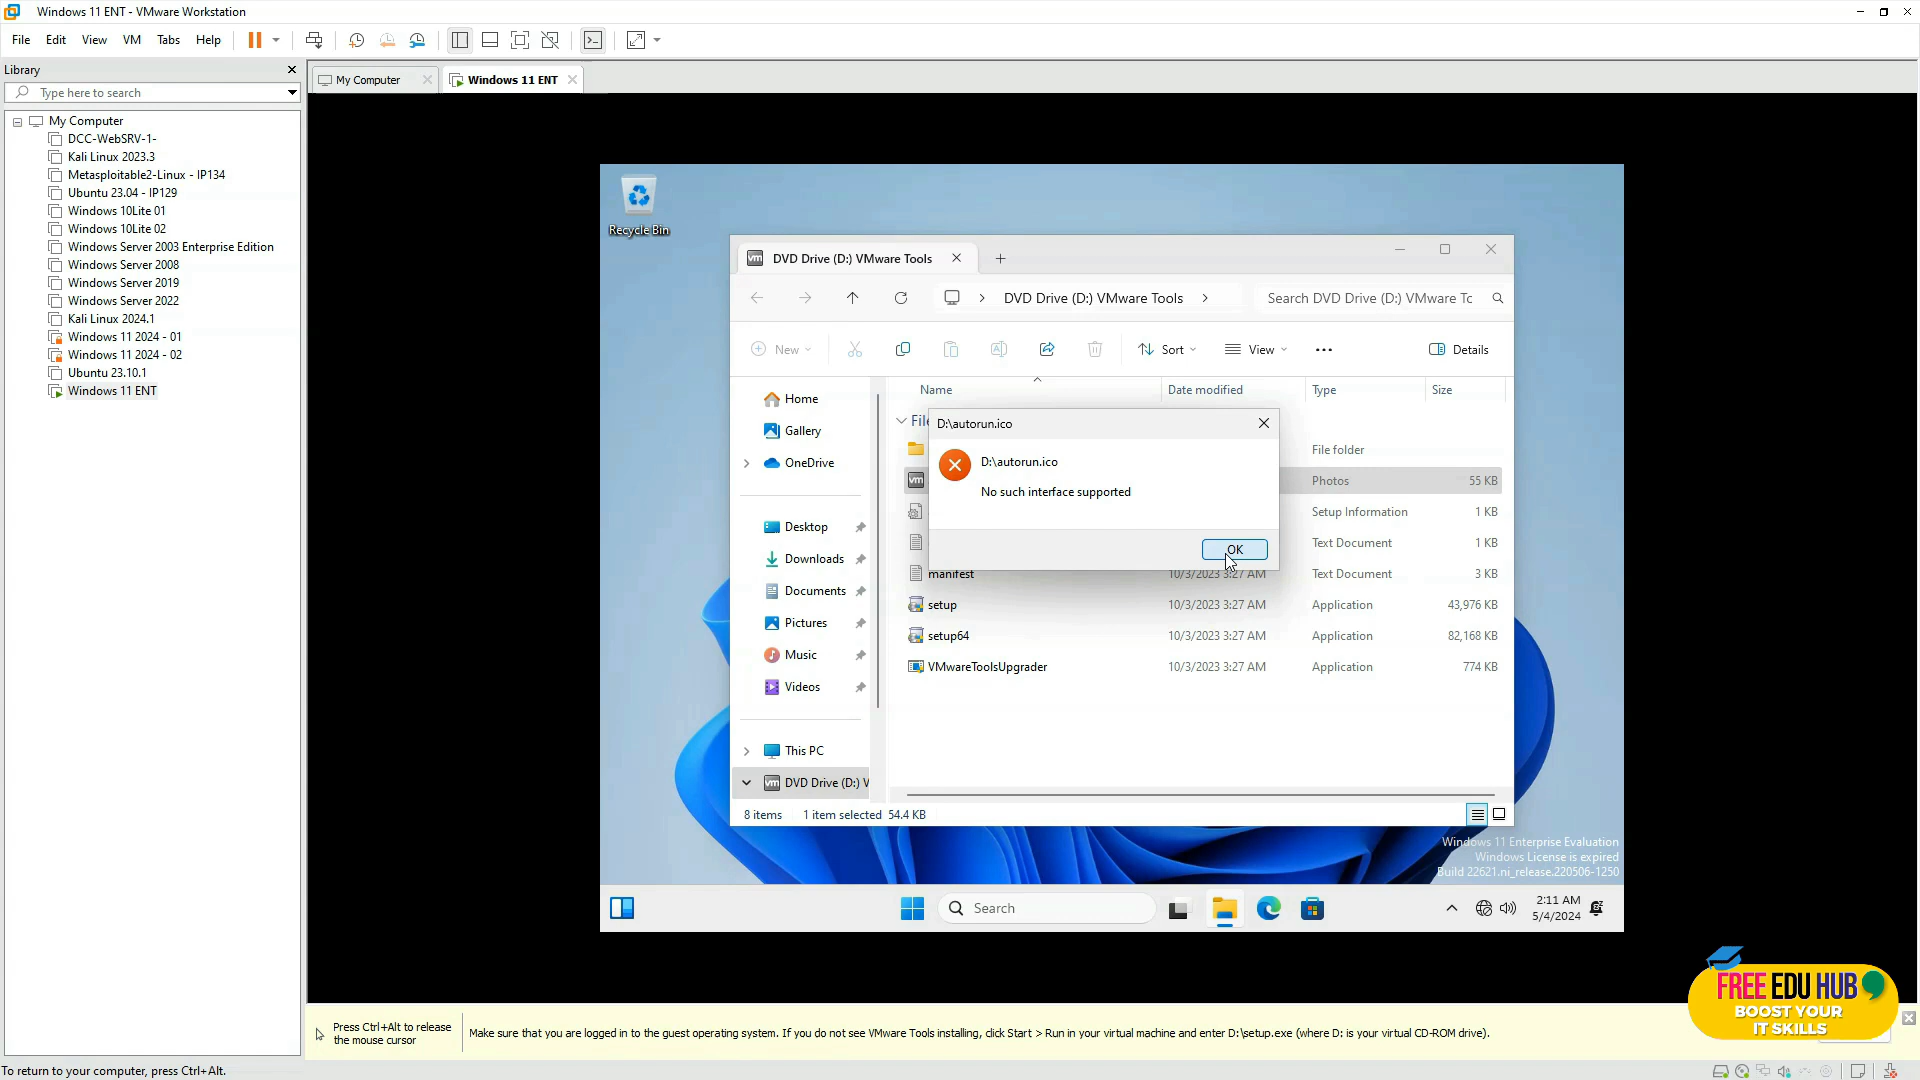 Windows 11 ENT - VMware Workstation
File Edit View VM Tabs Help
Library
Type here to search
My Computer
DCC-WebSRV-1-
Kali Linux 2023.3
Metasploitable2-Linux - IP134
Ubuntu 23.04 - IP129
Windows 10Lite 01
Windows 10Lite 02
Windows Server 2003 Enterprise Edition
Windows Server 2008
Windows Server 2019
Windows Server 2022
Kali Linux 2024.1
Windows 11 2024 - 01
Windows 11 2024 - 02
Ubuntu 23.10.1
Windows 11 ENT
My Computer
Windows 11 ENT
Recycle Bin
vm DVD Drive (D:) VMware Tools
DVD Drive (D:) VMware Tools
Search DVD Drive (D:) VMware Tc
New
Sort
View
Details
Home
Gallery
OneDrive
Desktop
Downloads
Documents
Pictures
Music
Videos
This PC
vm DVD Drive (D:) V
Name Date modified Type Size
File
File folder
vm Photos 55 KB
Setup Information 1 KB
Text Document 1 KB
manifest 10/3/2023 3:27 AM Text Document 3 KB
setup 10/3/2023 3:27 AM Application 43,976 KB
setup64 10/3/2023 3:27 AM Application 82,168 KB
VMwareToolsUpgrader 10/3/2023 3:27 AM Application 774 KB
D:\autorun.ico
D:\autorun.ico
No such interface supported
OK
8 items 1 item selected 54.4 KB
Windows 11 Enterprise Evaluation
Windows License is expired
Build 22621.ni_release.220506-1250
Search
2:11 AM
5/4/2024
FREE EDU HUB
BOOST YOUR
IT SKILLS
Press Ctrl+Alt to release
the mouse cursor
Make sure that you are logged in to the guest operating system. If you do not see VMware Tools installing, click Start > Run in your virtual machine and enter D:\setup.exe (where D: is your virtual CD-ROM drive).
To return to your computer, press Ctrl+Alt.